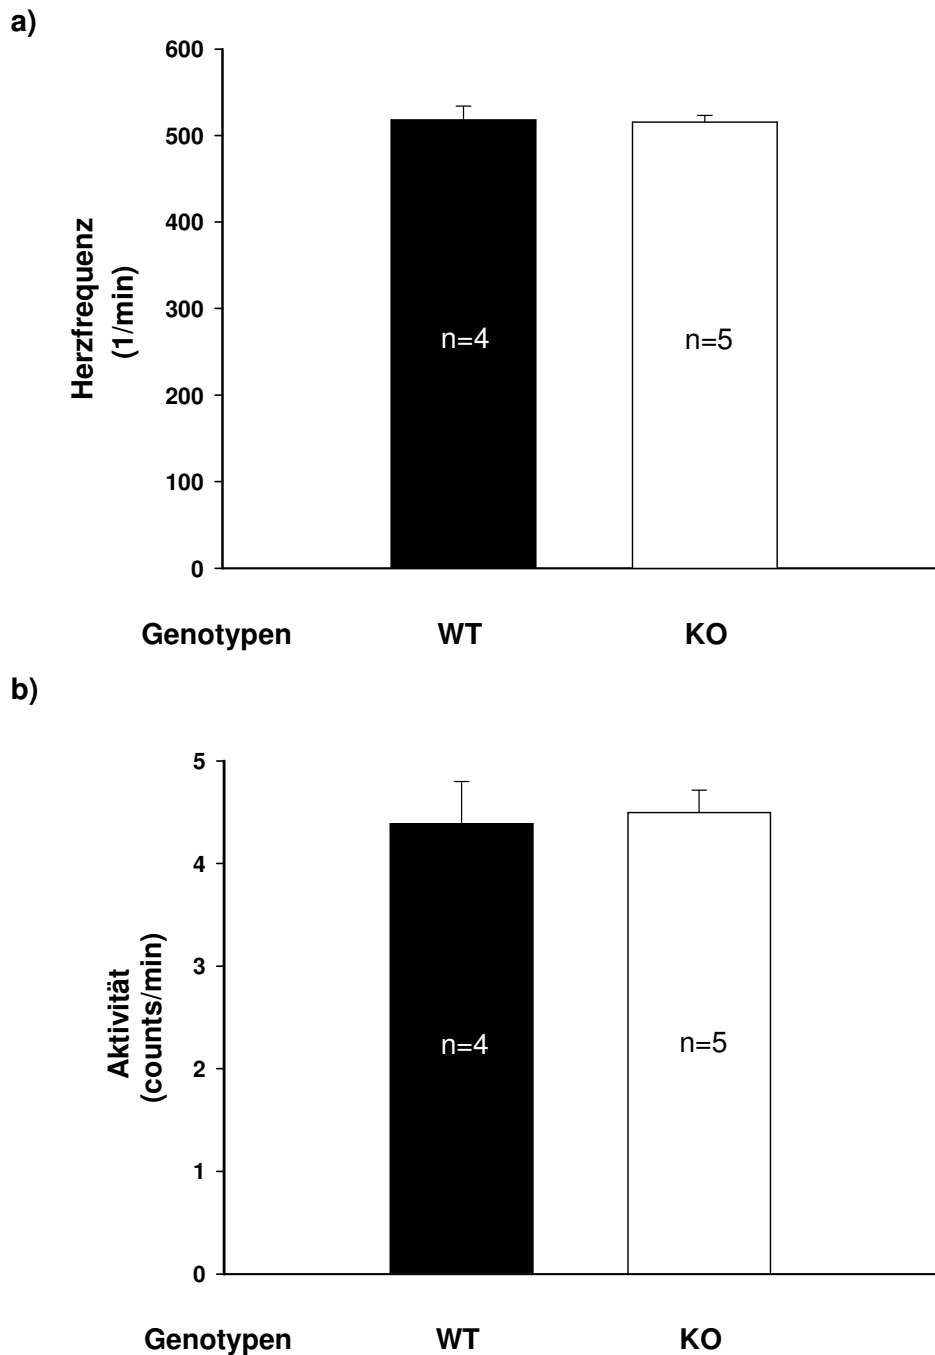 a)
600
500
400
300
200
100
0
Herzfrequenz
(1/min)
n=4
n=5
Genotypen WT KO
b)
5
4
3
2
1
0
Aktivität
(counts/min)
n=4
n=5
Genotypen WT KO